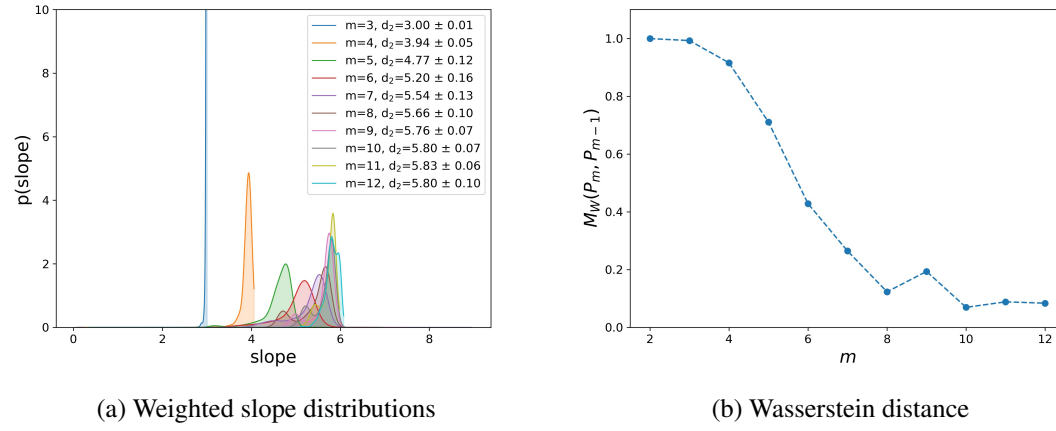 10
8
6
4
2
0
p(slope)
0 2 4 6 8
slope
m=3, d₂=3.00 ± 0.01
m=4, d₂=3.94 ± 0.05
m=5, d₂=4.77 ± 0.12
m=6, d₂=5.20 ± 0.16
m=7, d₂=5.54 ± 0.13
m=8, d₂=5.66 ± 0.10
m=9, d₂=5.76 ± 0.07
m=10, d₂=5.80 ± 0.07
m=11, d₂=5.83 ± 0.06
m=12, d₂=5.80 ± 0.10
(a) Weighted slope distributions
1.0
0.8
0.6
0.4
0.2
0.0
M_W(P_m, P_{m−1})
2 4 6 8 10 12
m
(b) Wasserstein distance